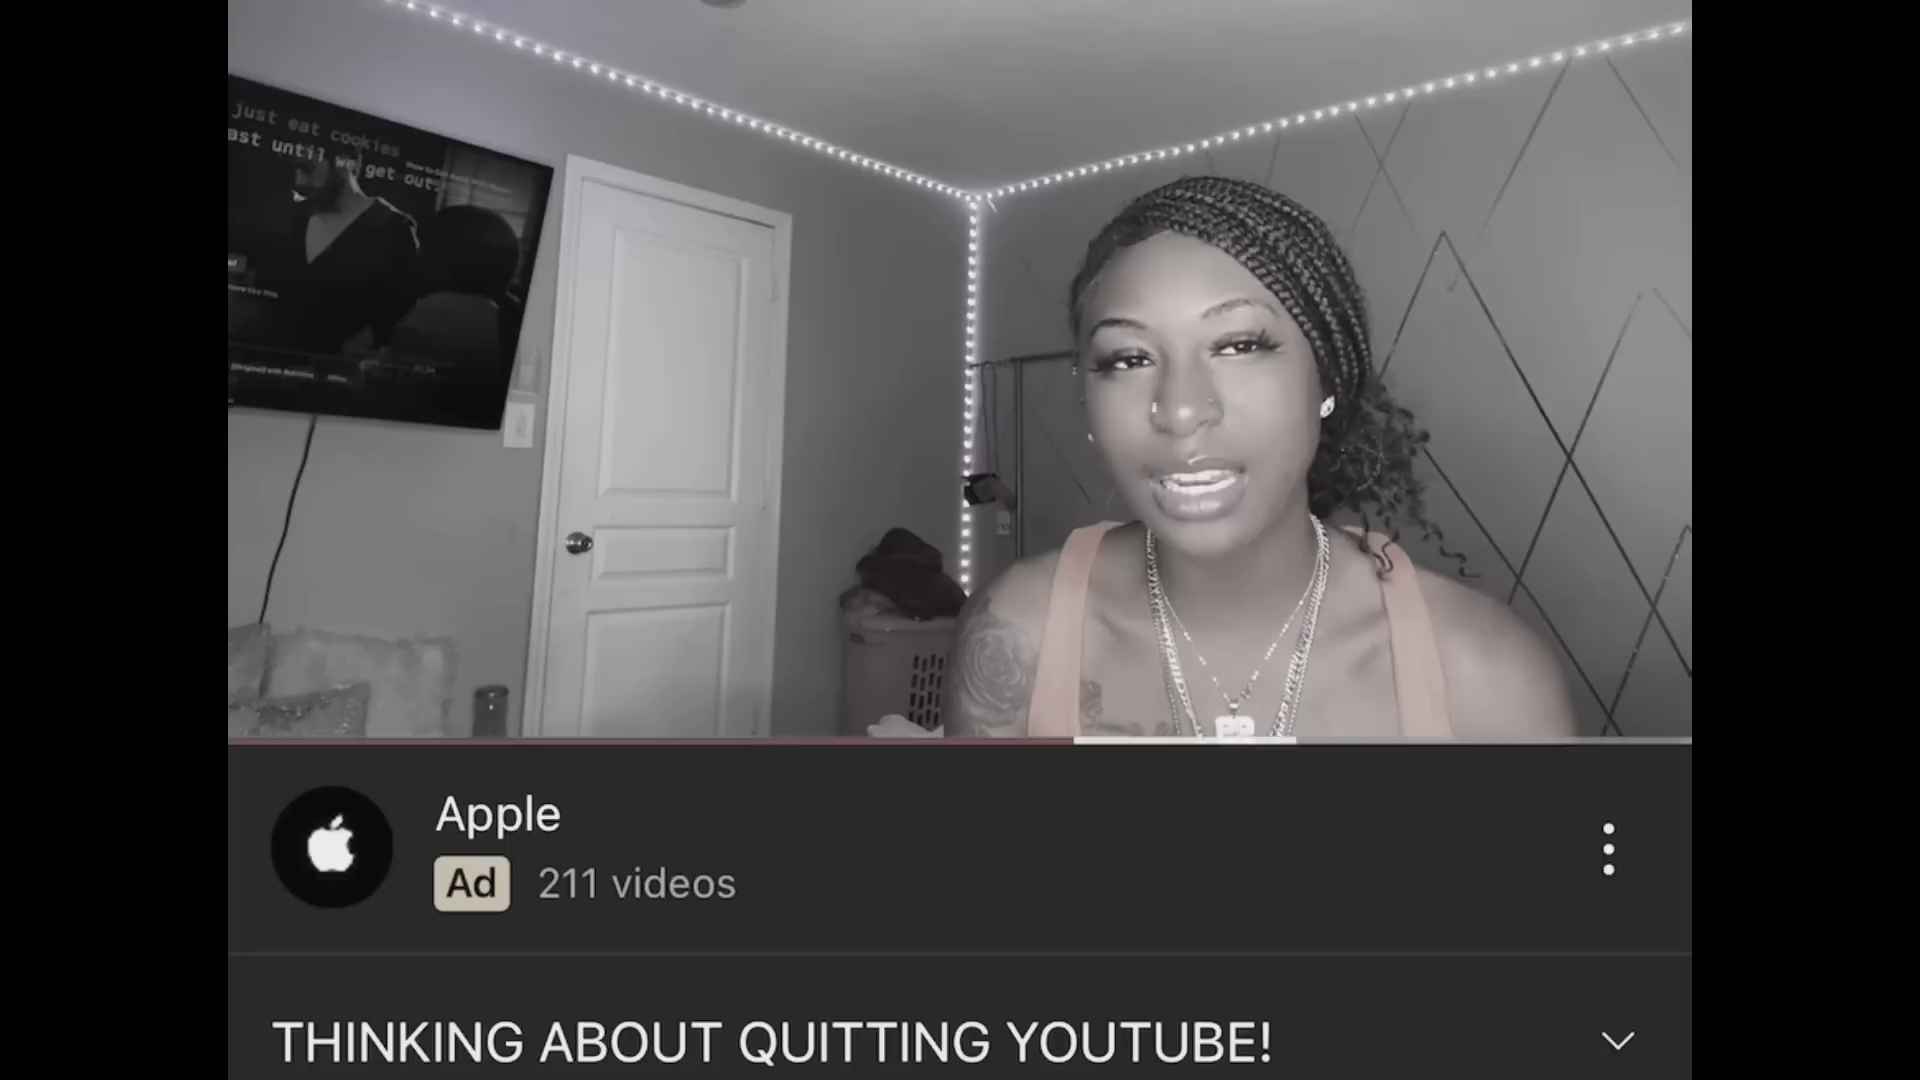 just eat cookies
ast until we get out.
Apple
Ad 211 videos
THINKING ABOUT QUITTING YOUTUBE!